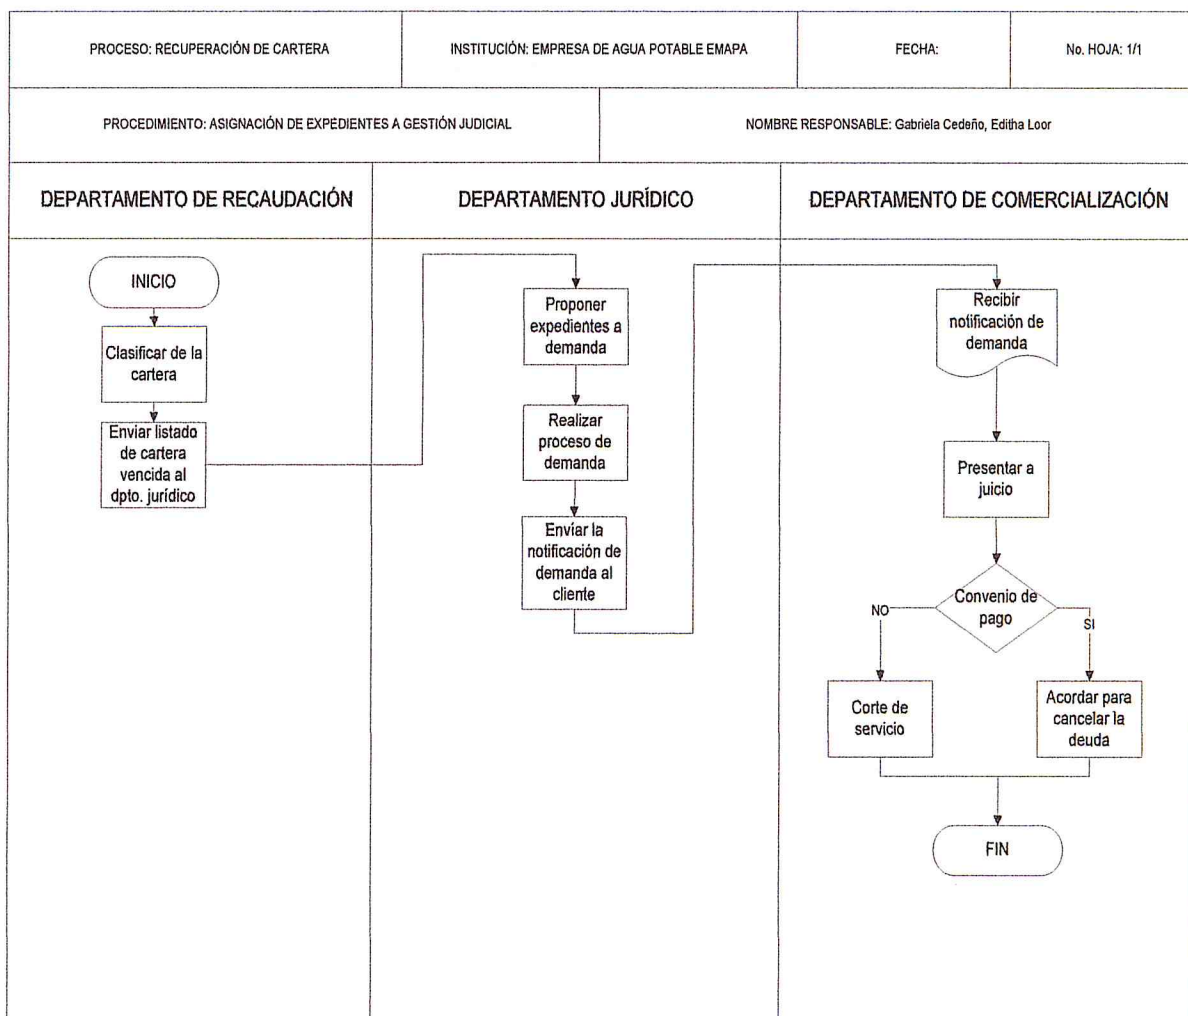 PROCESO: RECUPERACIÓN DE CARTERA
INSTITUCIÓN: EMPRESA DE AGUA POTABLE EMAPA
FECHA:
No. HOJA: 1/1
PROCEDIMIENTO: ASIGNACIÓN DE EXPEDIENTES A GESTIÓN JUDICIAL
NOMBRE RESPONSABLE: Gabriela Cedeño, Editha Loor
DEPARTAMENTO DE RECAUDACIÓN
DEPARTAMENTO JURÍDICO
DEPARTAMENTO DE COMERCIALIZACIÓN
INICIO
Clasificar de la
cartera
Enviar listado
de cartera
vencida al
dpto. jurídico
Proponer
expedientes a
demanda
Realizar
proceso de
demanda
Enviar la
notificación de
demanda al
cliente
Recibir
notificación de
demanda
Presentar a
juicio
Convenio de
pago
NO
SI
Corte de
servicio
Acordar para
cancelar la
deuda
FIN